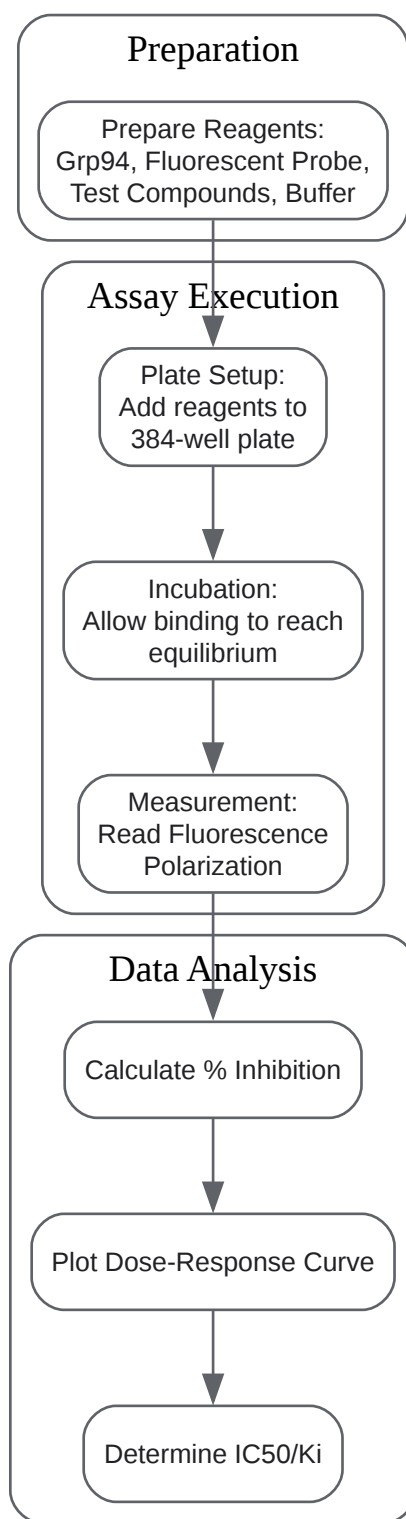 Preparation
Prepare Reagents:
Grp94, Fluorescent Probe,
Test Compounds, Buffer
Assay Execution
Plate Setup:
Add reagents to
384-well plate
Incubation:
Allow binding to reach
equilibrium
Measurement:
Read Fluorescence
Polarization
Data Analysis
Calculate % Inhibition
Plot Dose-Response Curve
Determine IC50/Ki